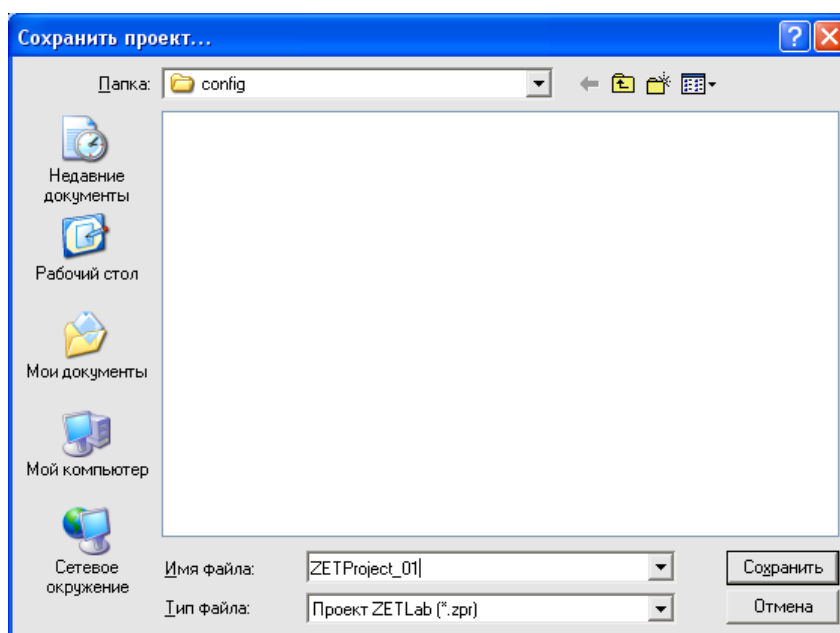 Сохранить проект...
Папка:
config
Недавние
документы
Рабочий стол
Мои документы
Мой компьютер
Сетевое
окружение
Имя файла:
ZETProject_01
Сохранить
Тип файла:
Проект ZETLab (*.zpr)
Отмена